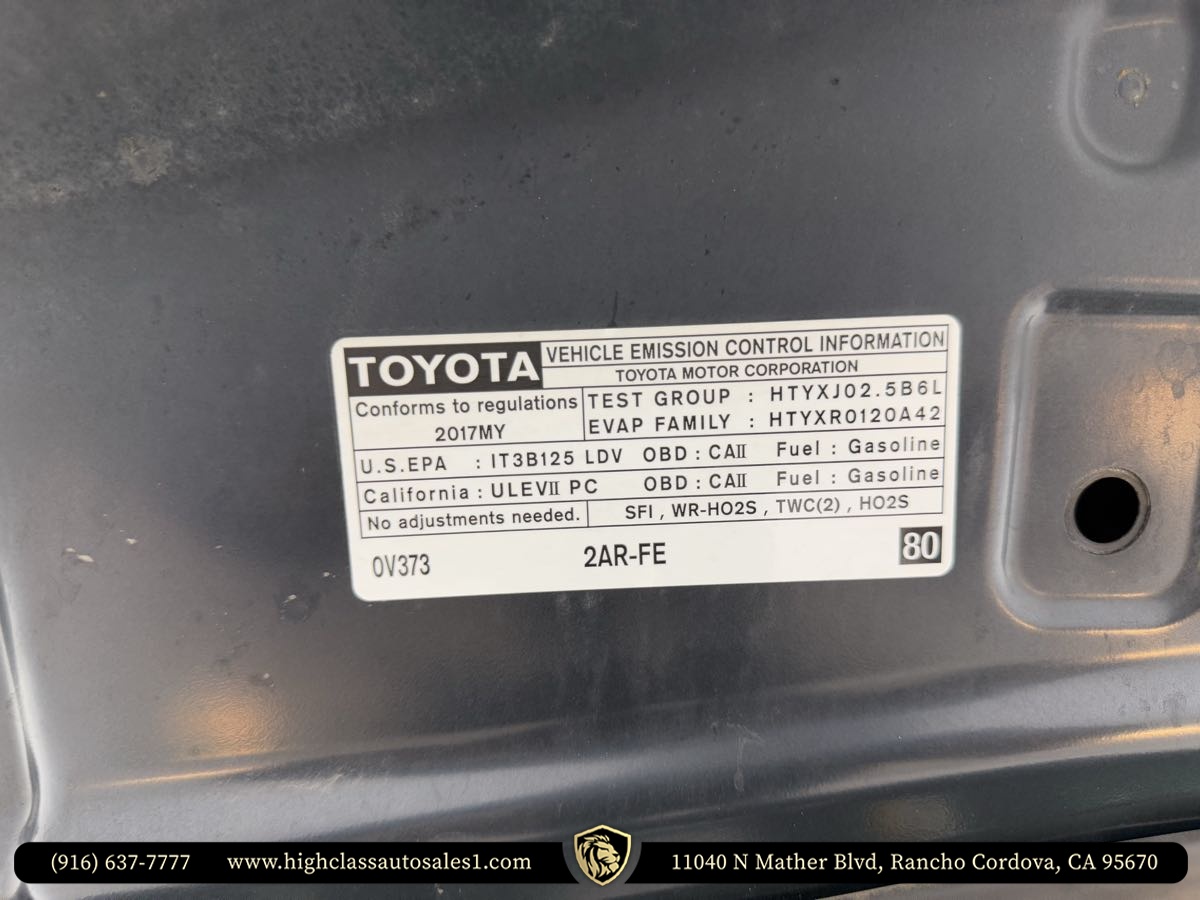 TOYOTA VEHICLE EMISSION CONTROL INFORMATION
TOYOTA MOTOR CORPORATION
Conforms to regulations
2017MY
TEST GROUP : HTYXJ02.5B6L
EVAP FAMILY : HTYXR0120A42
U.S.EPA : IT3B125 LDV OBD : CAII Fuel : Gasoline
California : ULEVII PC OBD : CAII Fuel : Gasoline
No adjustments needed. SFI , WR-HO2S , TWC(2) , HO2S
0V373 2AR-FE 80
(916) 637-7777 www.highclassautosales1.com 11040 N Mather Blvd, Rancho Cordova, CA 95670